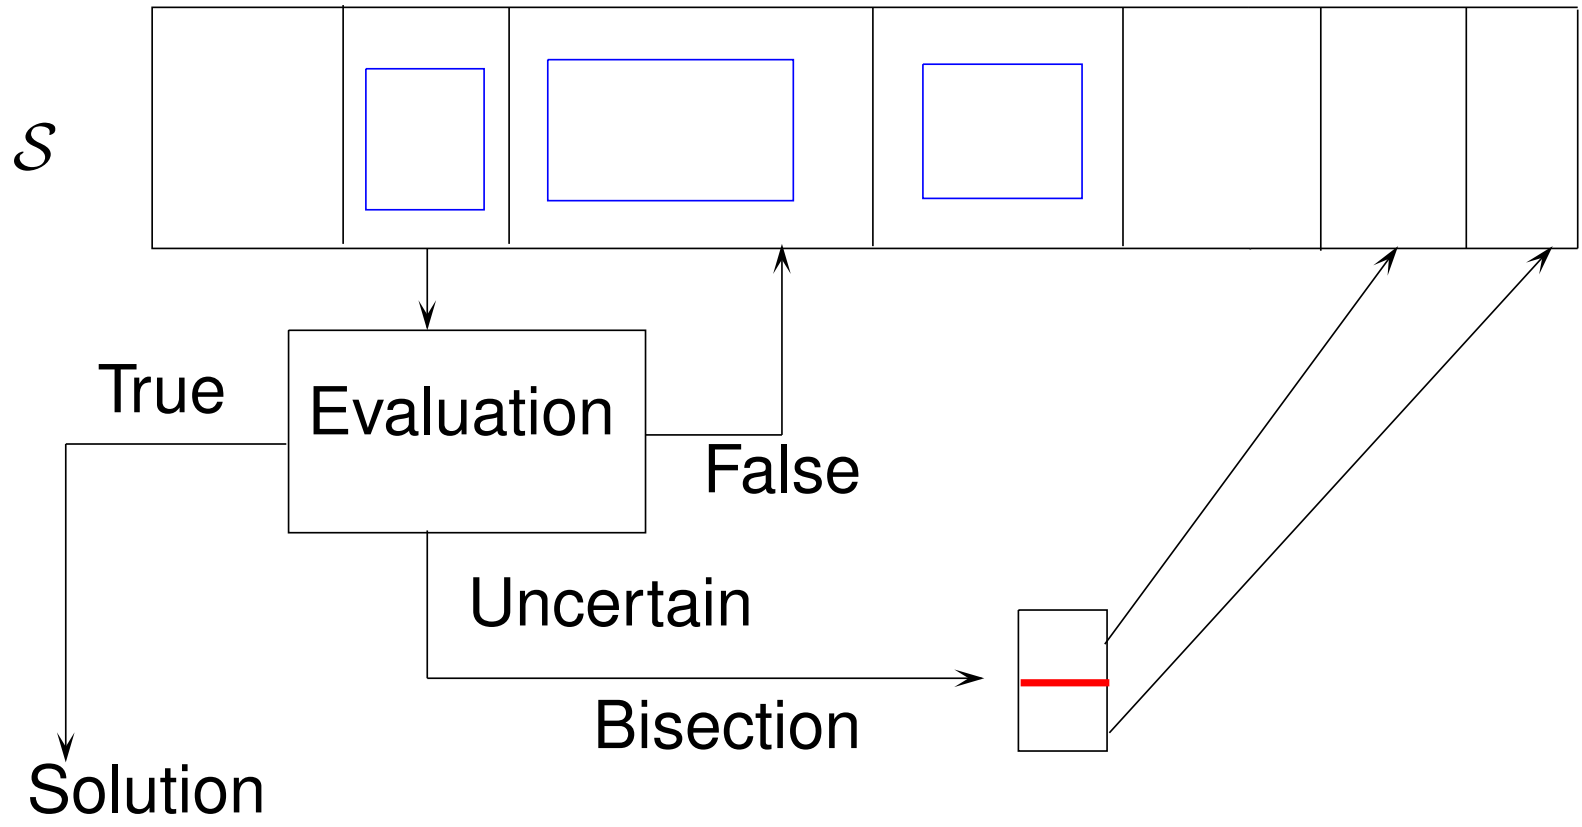 𝒮
True
Evaluation
False
Uncertain
Bisection
Solution